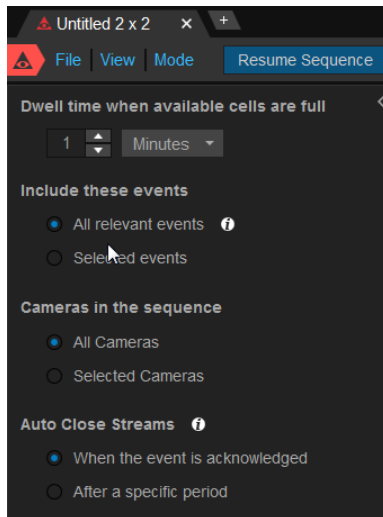 Untitled 2 x 2 × +
File View Mode Resume Sequence
Dwell time when available cells are full
1 Minutes
Include these events
All relevant events i
Selected events
Cameras in the sequence
All Cameras
Selected Cameras
Auto Close Streams i
When the event is acknowledged
After a specific period